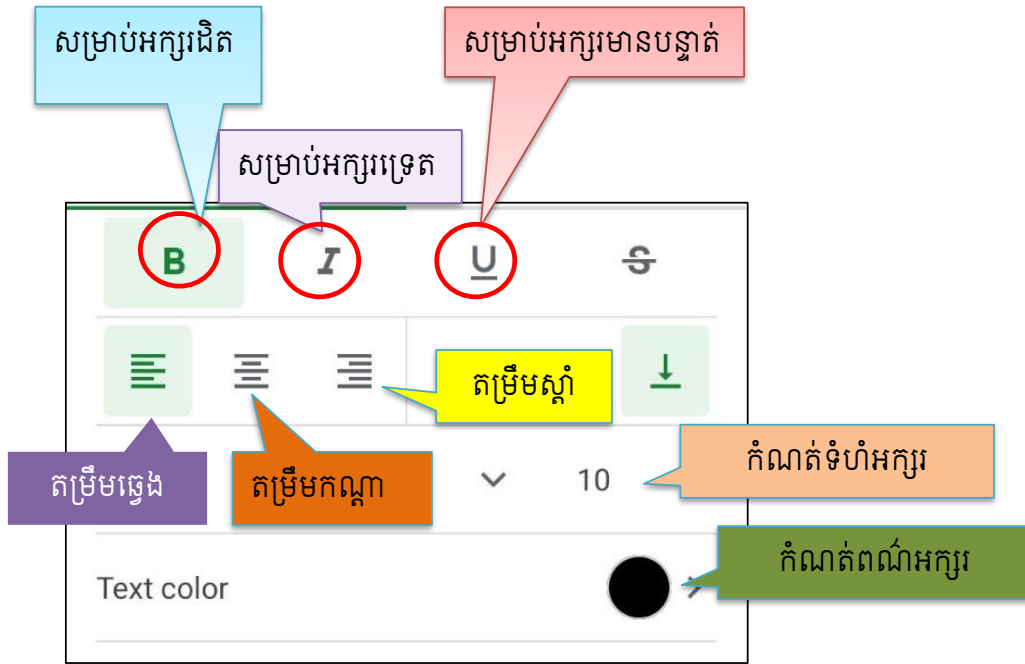 សម្រាប់អក្សរដិត
សម្រាប់អក្សរមានបន្ទាត់
សម្រាប់អក្សរទ្រេត
B I U S
តម្រឹមស្ដាំ
តម្រឹមឆ្វេង
តម្រឹមកណ្ដា
10
កំណត់ទំហំអក្សរ
កំណត់ពណ៌អក្សរ
Text color